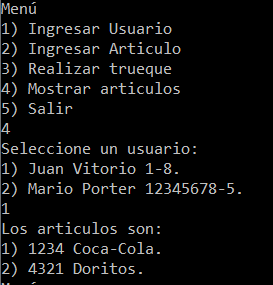 Menú
1) Ingresar Usuario
2) Ingresar Articulo
3) Realizar trueque
4) Mostrar articulos
5) Salir
4
Seleccione un usuario:
1) Juan Vitorio 1-8.
2) Mario Porter 12345678-5.
1
Los articulos son:
1) 1234 Coca-Cola.
2) 4321 Doritos.